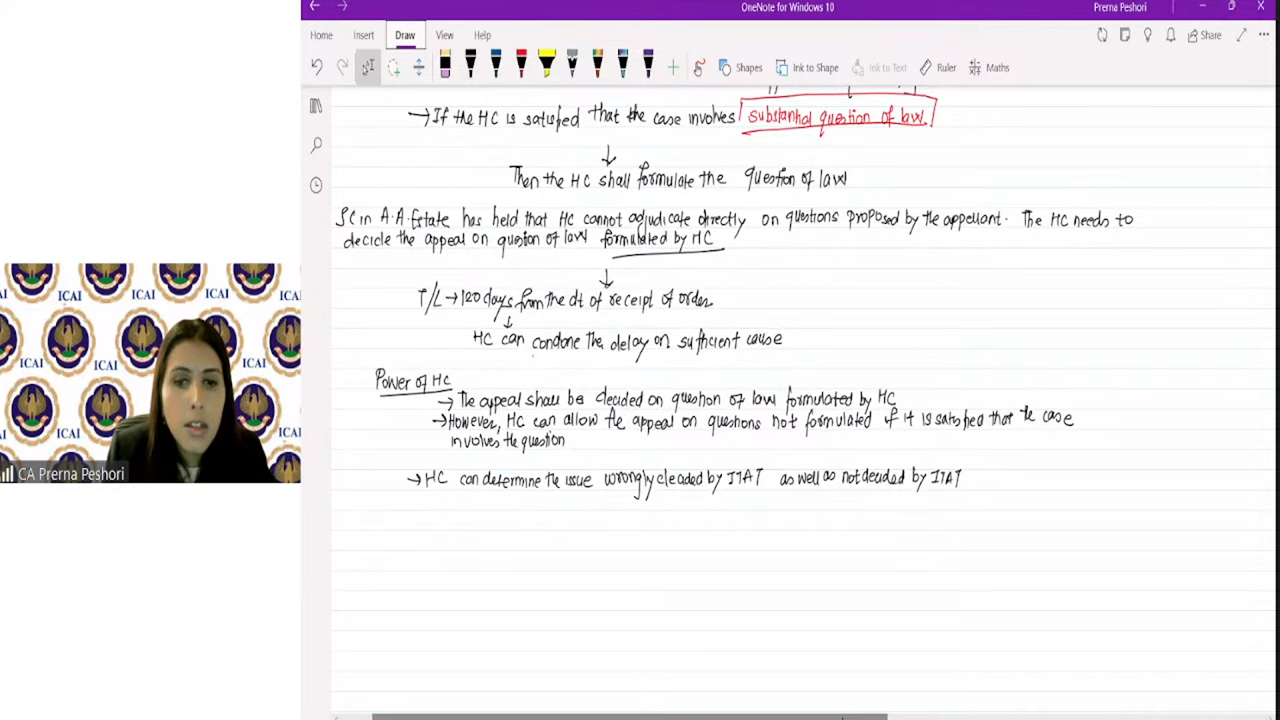 OneNote for Windows 10
Prerna Peshori
Home Insert Draw View Help
Share
Shapes Ink to Shape Ink to Text Ruler Maths
→ If the HC is satisfied that the case involves substantial question of law.
Then the HC shall formulate the question of law
SC in A.A.Estate has held that HC cannot adjudicate directly on questions proposed by the appellant. The HC needs to
decide the appeal on question of law formulated by HC
T/L → 120 days from the dt of receipt of order
HC can condone the delay on sufficient cause
Power of HC
→ The appeal shall be decided on question of law formulated by HC
→ However, HC can allow the appeal on questions not formulated if it is satisfied that the case
involves the question
→ HC can determine the issue wrongly decided by ITAT as well as not decided by ITAT
ICAI
ICAI
ICAI
ICAI
CA Prerna Peshori